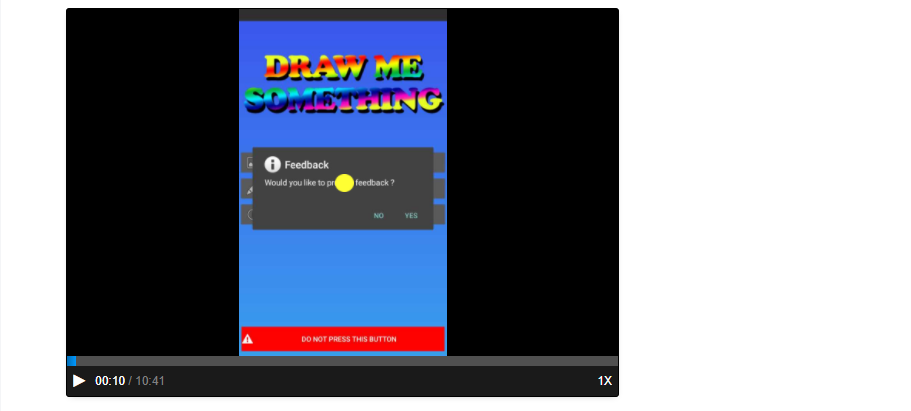 DRAW ME
SOMETHING
Feedback
Would you like to pr feedback ?
NO YES
DO NOT PRESS THIS BUTTON
00:10 / 10:41 1X